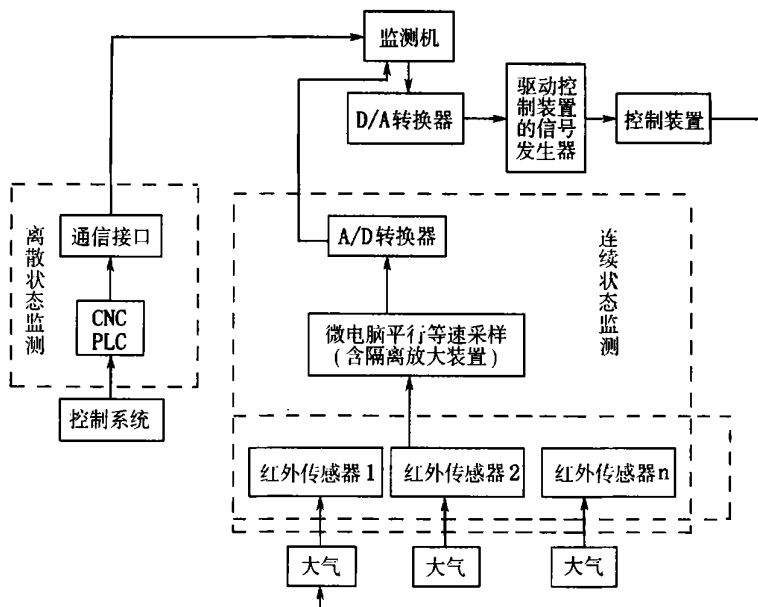 监测机
D/A转换器
驱动控
制装置
的信号
发生器
控制装置
离散状态监测
通信接口
CNC
PLC
控制系统
连续状态监测
A/D转换器
微电脑平行等速采样
(含隔离放大装置)
红外传感器1
红外传感器2
红外传感器n
大气
大气
大气